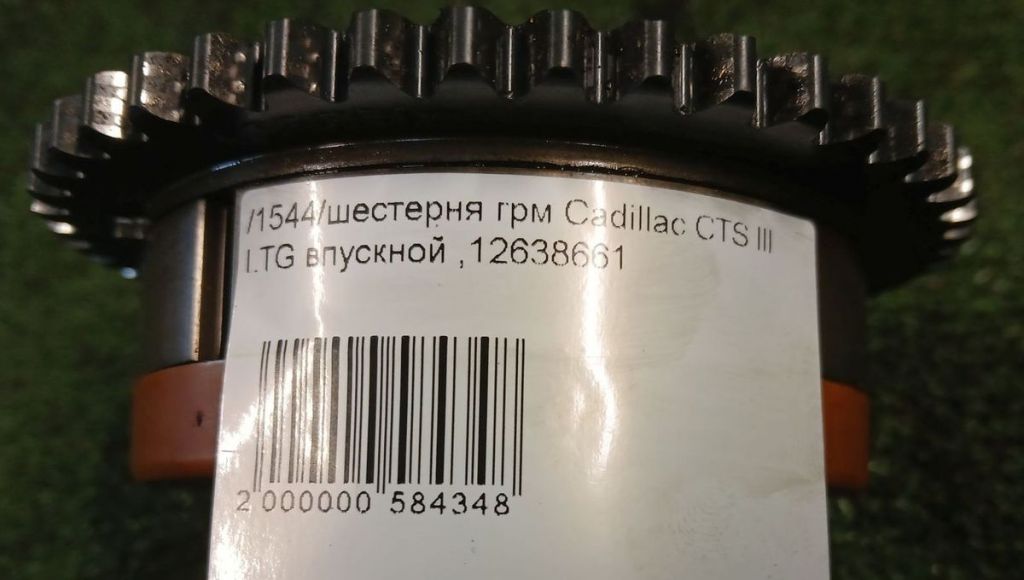 /1544/шестерня грм Cadillac CTS III
LTG впускной ,12638661
2 000000 584348